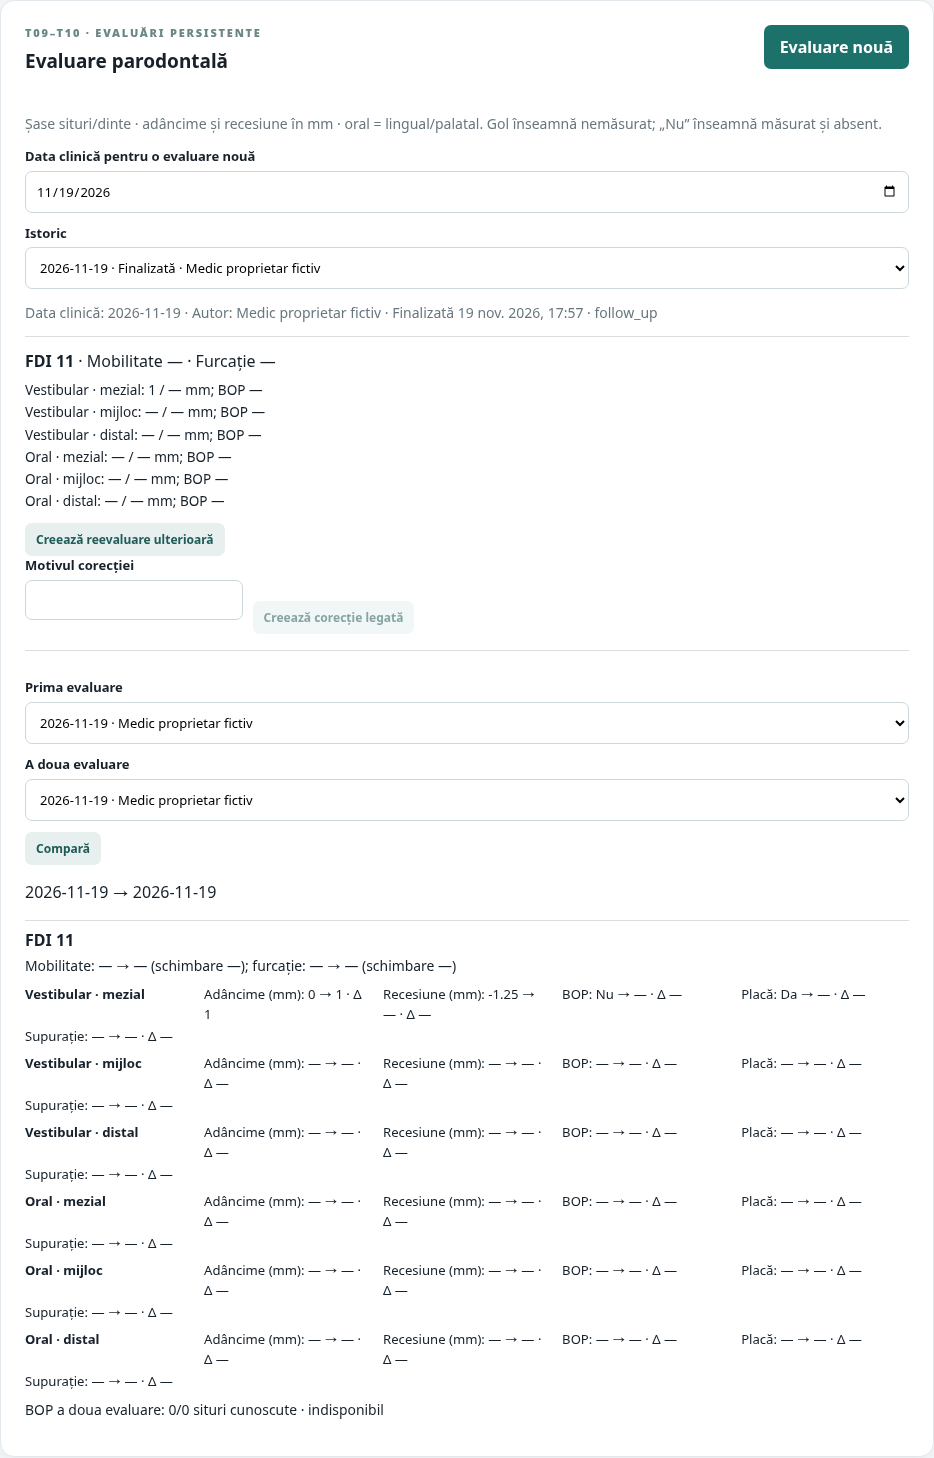 T09–T10 · EVALUĂRI PERSISTENTE
Evaluare parodontală
Evaluare nouă
Șase situri/dinte · adâncime și recesiune în mm · oral = lingual/palatal. Gol înseamnă nemăsurat; „Nu” înseamnă măsurat și absent.
Data clinică pentru o evaluare nouă
11/19/2026
Istoric
2026-11-19 · Finalizată · Medic proprietar fictiv
Data clinică: 2026-11-19 · Autor: Medic proprietar fictiv · Finalizată 19 nov. 2026, 17:57 · follow_up
FDI 11 · Mobilitate — · Furcație —
Vestibular · mezial: 1 / — mm; BOP —
Vestibular · mijloc: — / — mm; BOP —
Vestibular · distal: — / — mm; BOP —
Oral · mezial: — / — mm; BOP —
Oral · mijloc: — / — mm; BOP —
Oral · distal: — / — mm; BOP —
Creează reevaluare ulterioară
Motivul corecției
Creează corecție legată
Prima evaluare
2026-11-19 · Medic proprietar fictiv
A doua evaluare
2026-11-19 · Medic proprietar fictiv
Compară
2026-11-19 → 2026-11-19
FDI 11
Mobilitate: — → — (schimbare —); furcație: — → — (schimbare —)
Vestibular · mezial
Adâncime (mm): 0 → 1 · Δ
1
Recesiune (mm): -1.25 →
— · Δ —
BOP: Nu → — · Δ —
Placă: Da → — · Δ —
Supurație: — → — · Δ —
Vestibular · mijloc
Adâncime (mm): — → — ·
Δ —
Recesiune (mm): — → — ·
Δ —
BOP: — → — · Δ —
Placă: — → — · Δ —
Supurație: — → — · Δ —
Vestibular · distal
Adâncime (mm): — → — ·
Δ —
Recesiune (mm): — → — ·
Δ —
BOP: — → — · Δ —
Placă: — → — · Δ —
Supurație: — → — · Δ —
Oral · mezial
Adâncime (mm): — → — ·
Δ —
Recesiune (mm): — → — ·
Δ —
BOP: — → — · Δ —
Placă: — → — · Δ —
Supurație: — → — · Δ —
Oral · mijloc
Adâncime (mm): — → — ·
Δ —
Recesiune (mm): — → — ·
Δ —
BOP: — → — · Δ —
Placă: — → — · Δ —
Supurație: — → — · Δ —
Oral · distal
Adâncime (mm): — → — ·
Δ —
Recesiune (mm): — → — ·
Δ —
BOP: — → — · Δ —
Placă: — → — · Δ —
Supurație: — → — · Δ —
BOP a doua evaluare: 0/0 situri cunoscute · indisponibil